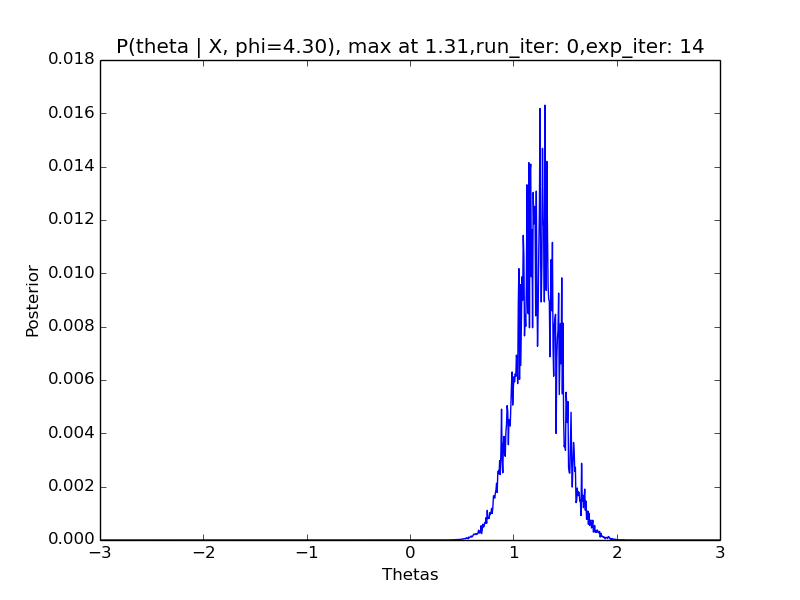 P(theta | X, phi=4.30), max at 1.31,run_iter: 0,exp_iter: 14
0.018
0.016
0.014
0.012
0.010
0.008
0.006
0.004
0.002
0.000
Posterior
−3 −2 −1 0 1 2 3
Thetas